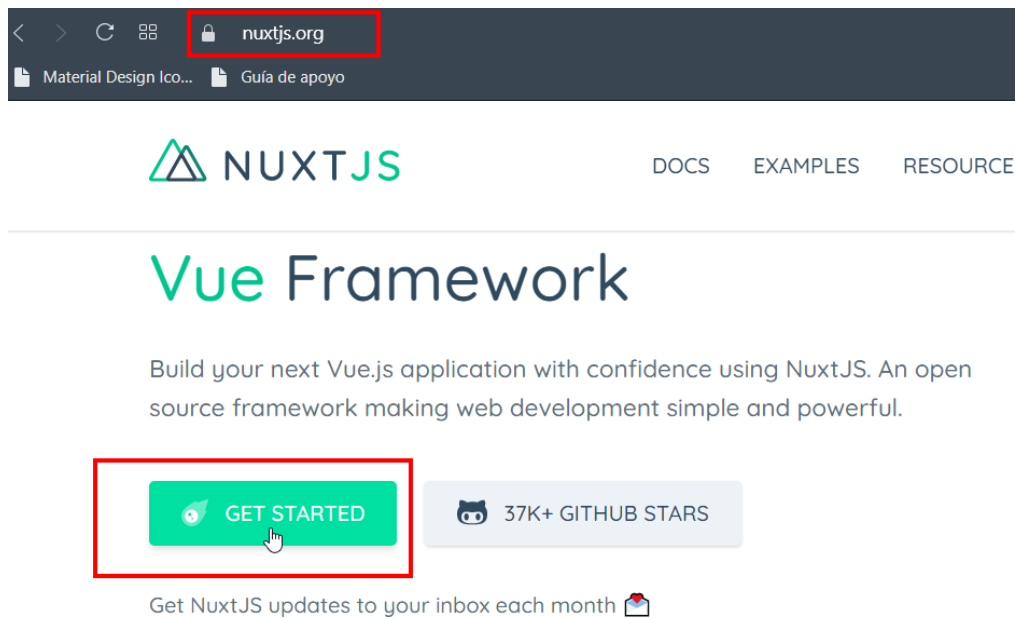 nuxtjs.org
Material Design Ico... Guía de apoyo
NUXTJS DOCS EXAMPLES RESOURCE
Vue Framework
Build your next Vue.js application with confidence using NuxtJS. An open
source framework making web development simple and powerful.
GET STARTED 37K+ GITHUB STARS
Get NuxtJS updates to your inbox each month